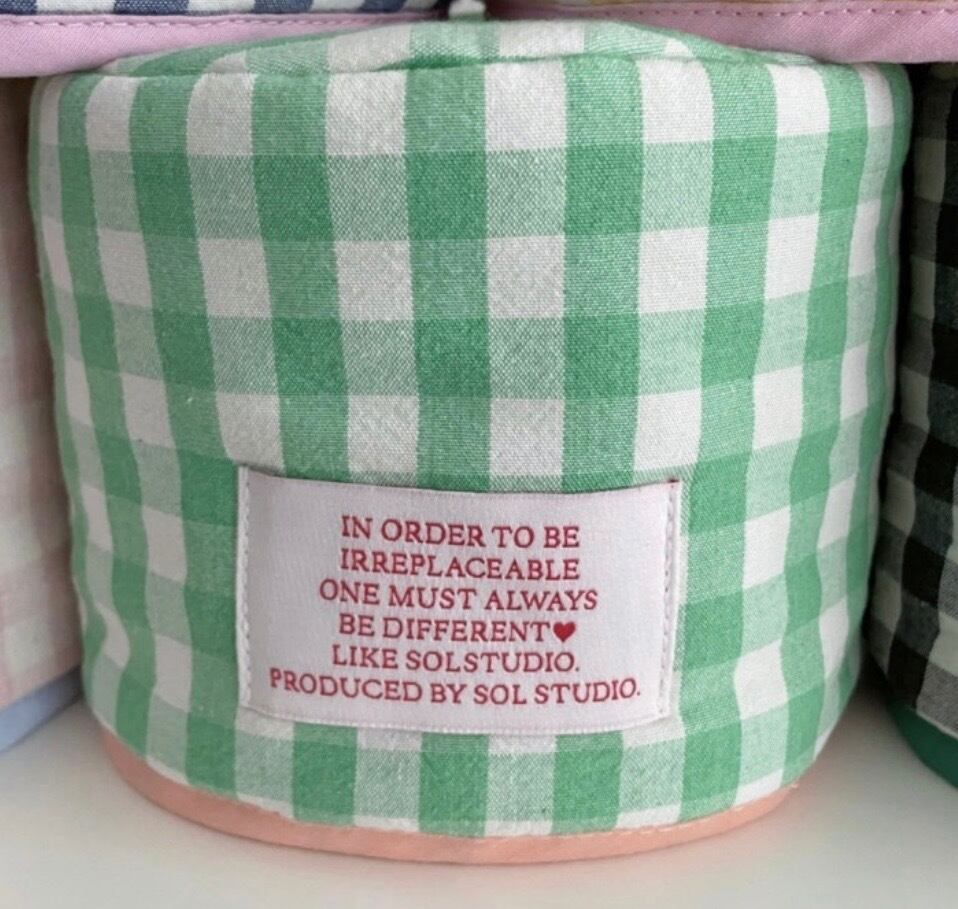 IN ORDER TO BE
IRREPLACEABLE
ONE MUST ALWAYS
BE DIFFERENT♥
LIKE SOLSTUDIO.
PRODUCED BY SOL STUDIO.